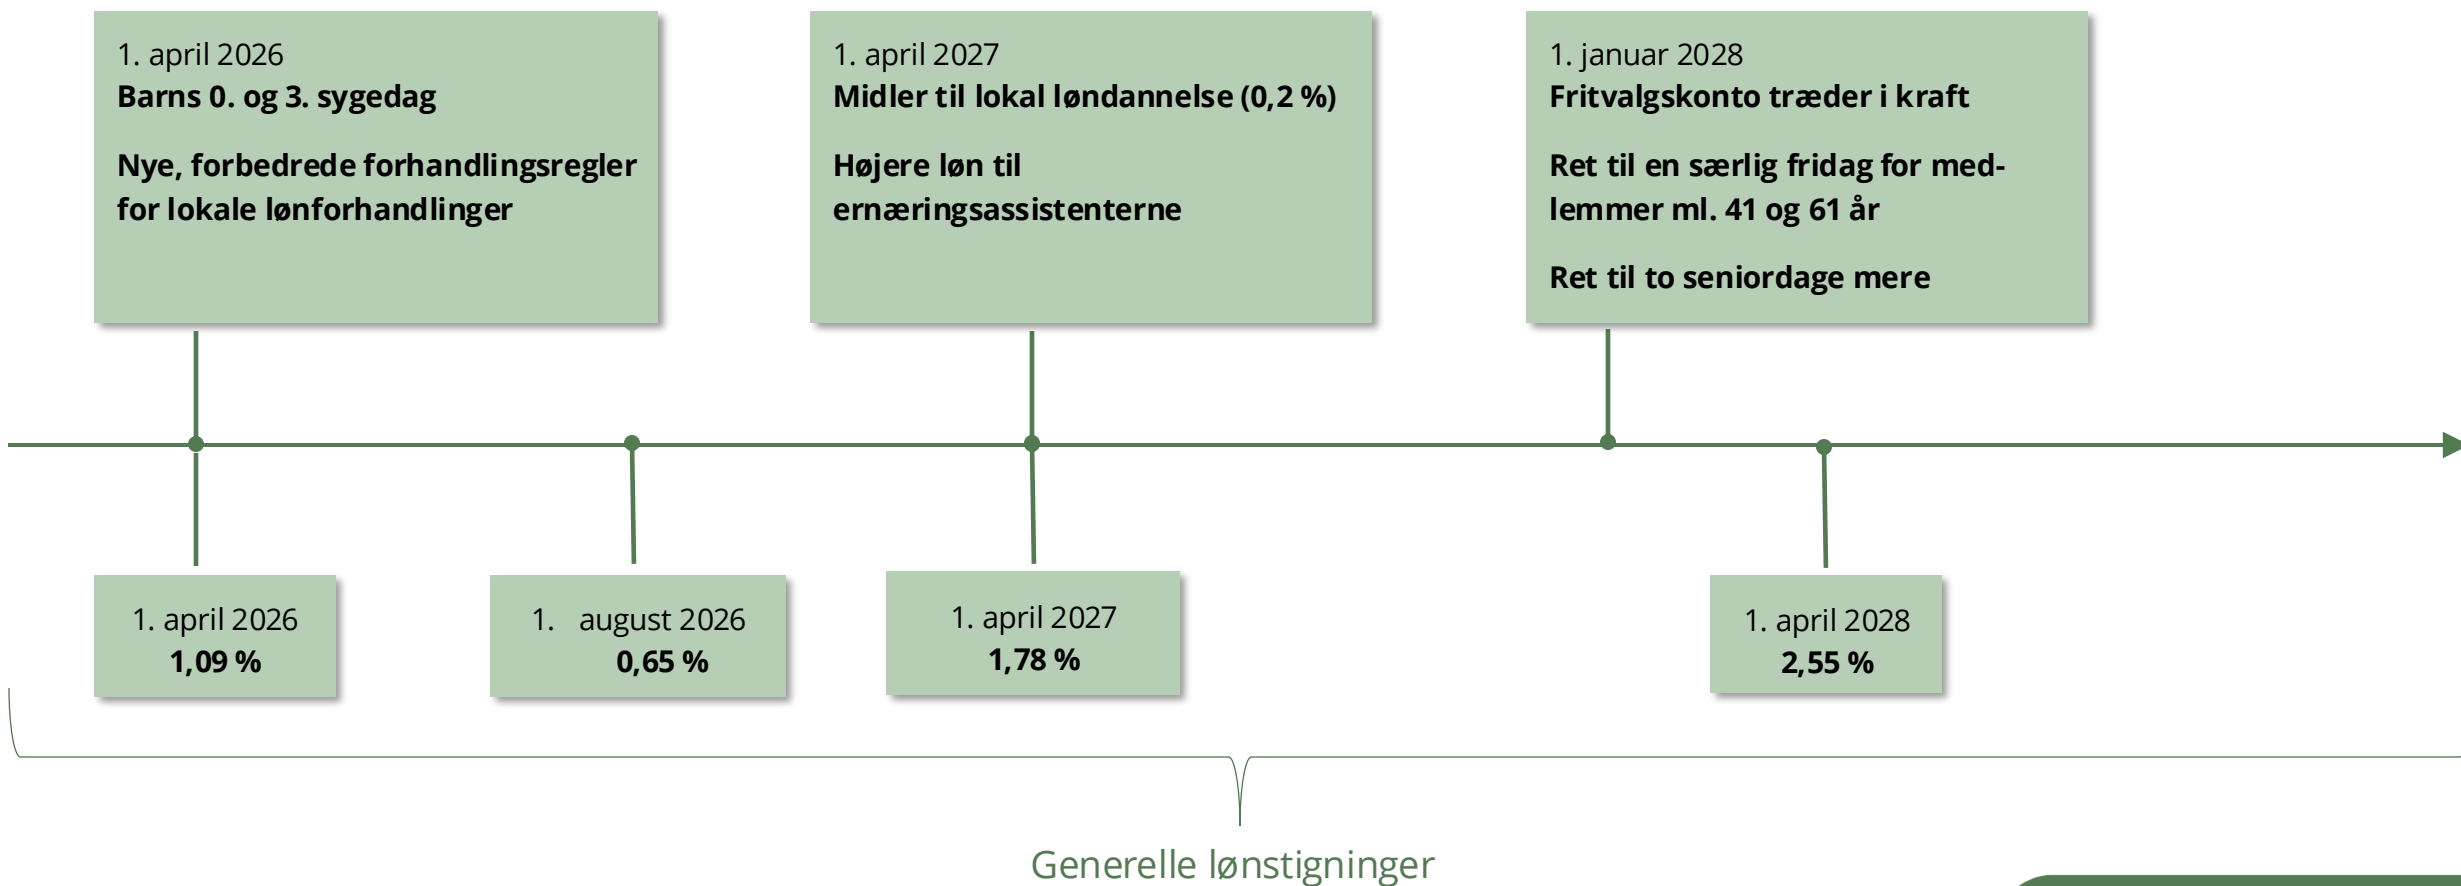 1. april 2026
Barns 0. og 3. sygedag
Nye, forbedrede forhandlingsregler
for lokale lønforhandlinger
1. april 2027
Midler til lokal løndannelse (0,2 %)
Højere løn til
ernæringsassistenterne
1. januar 2028
Fritvalgskonto træder i kraft
Ret til en særlig fridag for med-
lemmer ml. 41 og 61 år
Ret til to seniordage mere
1. april 2026
1,09 %
1. august 2026
0,65 %
1. april 2027
1,78 %
1. april 2028
2,55 %
Generelle lønstigninger